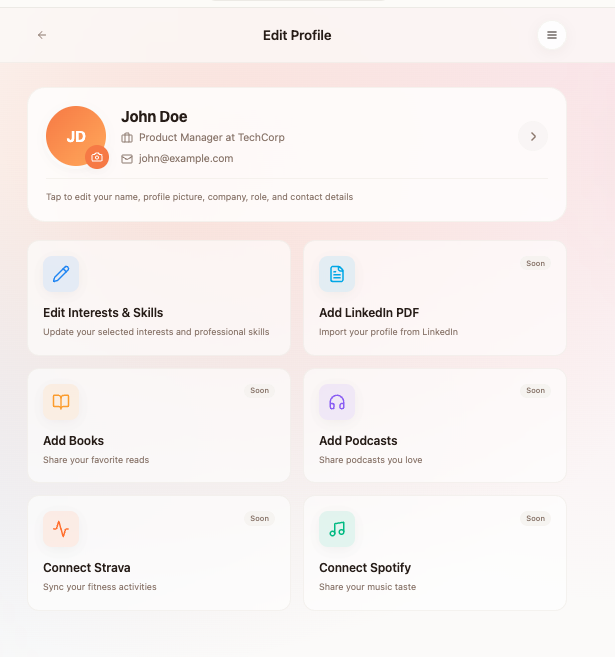 Edit Profile
JD
John Doe
Product Manager at TechCorp
john@example.com
Tap to edit your name, profile picture, company, role, and contact details
Edit Interests & Skills
Update your selected interests and professional skills
Soon
Add LinkedIn PDF
Import your profile from LinkedIn
Soon
Add Books
Share your favorite reads
Soon
Add Podcasts
Share podcasts you love
Soon
Connect Strava
Sync your fitness activities
Soon
Connect Spotify
Share your music taste